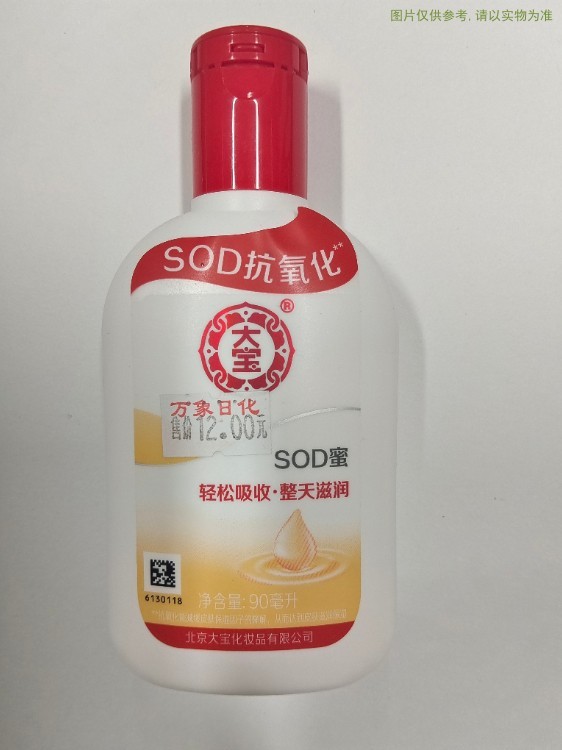 图片仅供参考, 请以实物为准
SOD抗氧化**
®
大宝
万象日化
售价12.00元
SOD蜜
轻松吸收·整天滋润
6130118
净含量:90毫升
北京大宝化妆品有限公司